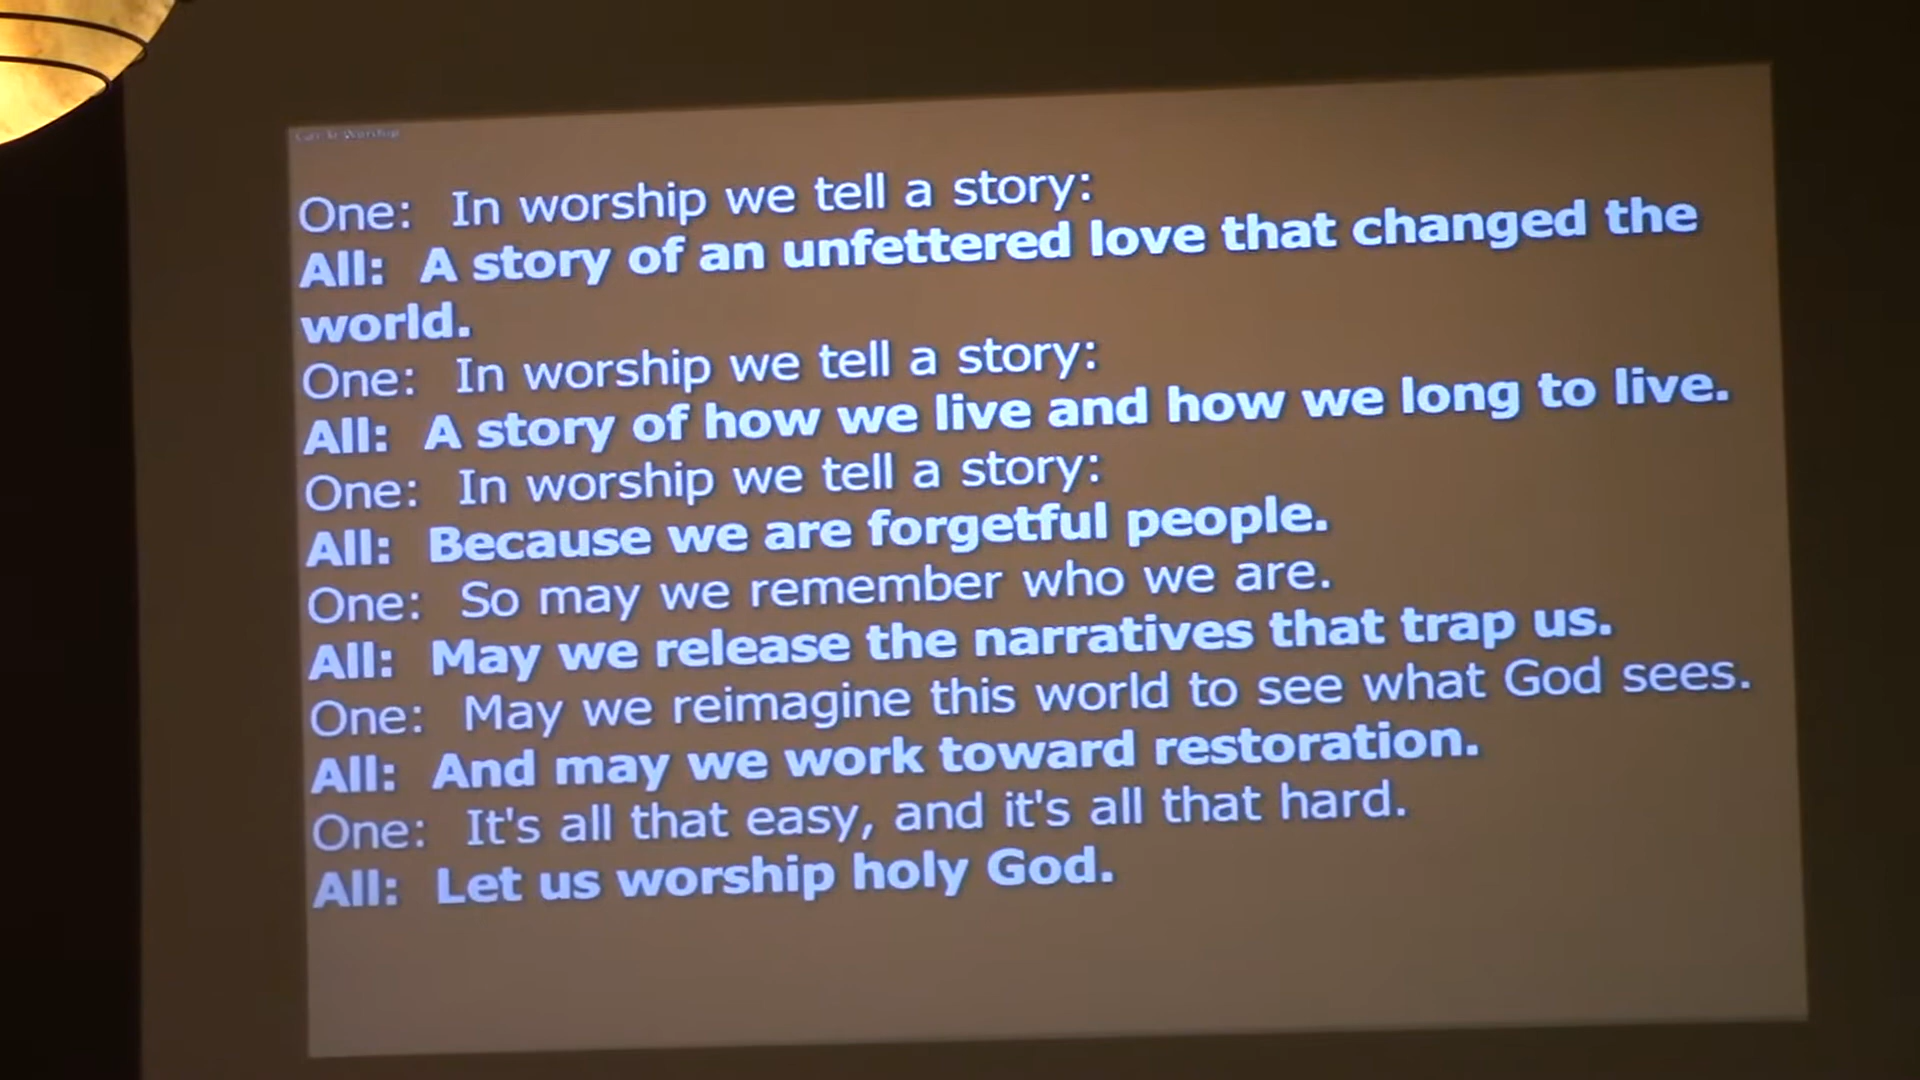 Call to Worship
One: In worship we tell a story:
All: A story of an unfettered love that changed the
world.
One: In worship we tell a story:
All: A story of how we live and how we long to live.
One: In worship we tell a story:
All: Because we are forgetful people.
One: So may we remember who we are.
All: May we release the narratives that trap us.
One: May we reimagine this world to see what God sees.
All: And may we work toward restoration.
One: It's all that easy, and it's all that hard.
All: Let us worship holy God.